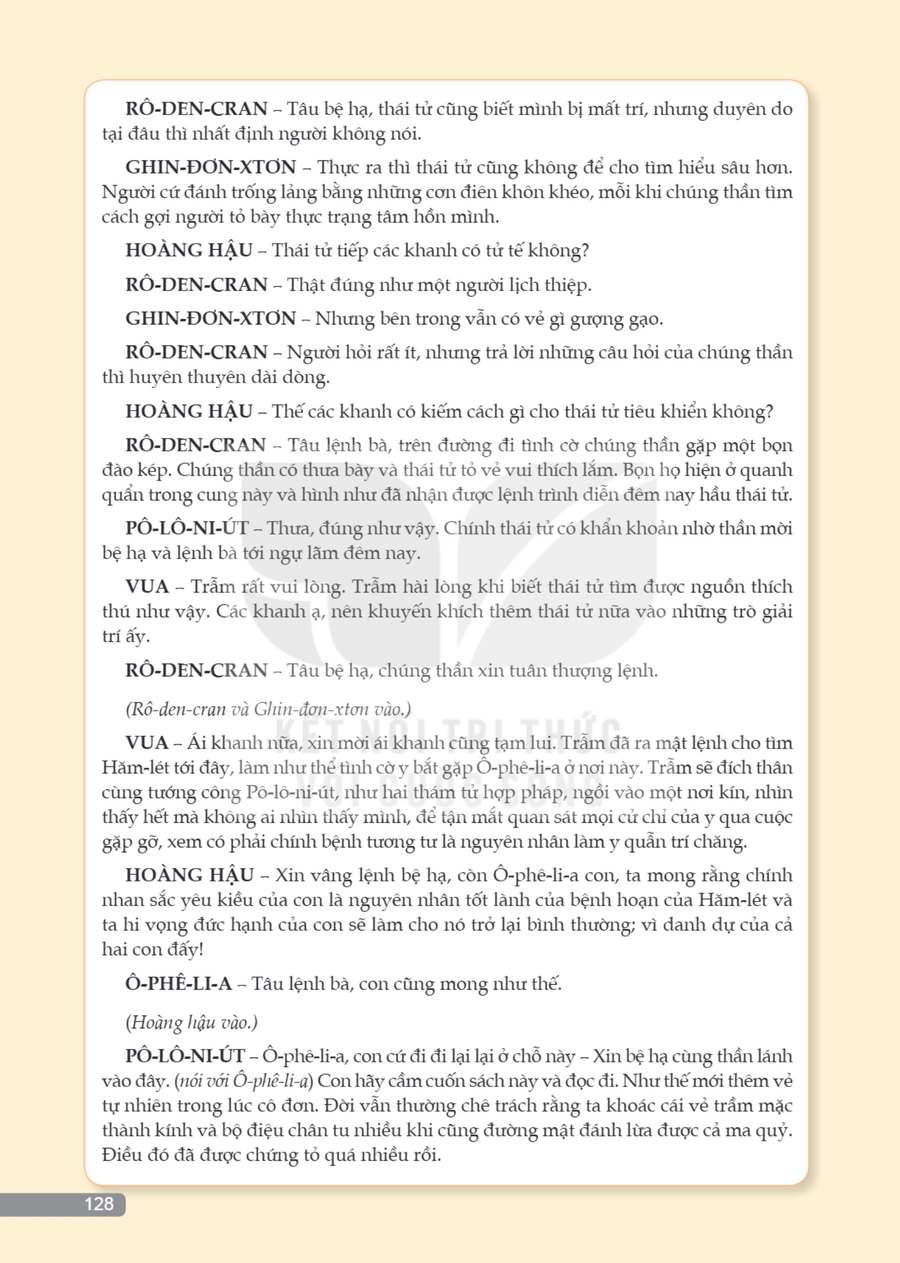 RÔ-DEN-CRAN – Tâu bệ hạ, thái tử cũng biết mình bị mất trí, nhưng duyên do
tại đâu thì nhất định người không nói.
GHIN-ĐƠN-XTƠN – Thực ra thì thái tử cũng không để cho tìm hiểu sâu hơn.
Người cứ đánh trống lảng bằng những cơn điên khôn khéo, mỗi khi chúng thần tìm
cách gợi người tỏ bày thực trạng tâm hồn mình.
HOÀNG HẬU – Thái tử tiếp các khanh có tử tế không?
RÔ-DEN-CRAN – Thật đúng như một người lịch thiệp.
GHIN-ĐƠN-XTƠN – Nhưng bên trong vẫn có vẻ gì gượng gạo.
RÔ-DEN-CRAN – Người hỏi rất ít, nhưng trả lời những câu hỏi của chúng thần
thì huyên thuyên dài dòng.
HOÀNG HẬU – Thế các khanh có kiếm cách gì cho thái tử tiêu khiển không?
RÔ-DEN-CRAN – Tâu lệnh bà, trên đường đi tình cờ chúng thần gặp một bọn
đào kép. Chúng thần có thưa bày và thái tử tỏ vẻ vui thích lắm. Bọn họ hiện ở quanh
quẩn trong cung này và hình như đã nhận được lệnh trình diễn đêm nay hầu thái tử.
PÔ-LÔ-NI-ÚT – Thưa, đúng như vậy. Chính thái tử có khẩn khoản nhờ thần mời
bệ hạ và lệnh bà tới ngự lãm đêm nay.
VUA – Trẫm rất vui lòng. Trẫm hài lòng khi biết thái tử tìm được nguồn thích
thú như vậy. Các khanh ạ, nên khuyến khích thêm thái tử nữa vào những trò giải
trí ấy.
RÔ-DEN-CRAN – Tâu bệ hạ, chúng thần xin tuân thượng lệnh.
(Rô-den-cran và Ghin-đơn-xtơn vào.)
VUA – Ái khanh nữa, xin mời ái khanh cũng tạm lui. Trẫm đã ra mật lệnh cho tìm
Hăm-lét tới đây, làm như thể tình cờ y bắt gặp Ô-phê-li-a ở nơi này. Trẫm sẽ đích thân
cùng tướng công Pô-lô-ni-út, như hai thám tử hợp pháp, ngồi vào một nơi kín, nhìn
thấy hết mà không ai nhìn thấy mình, để tận mắt quan sát mọi cử chỉ của y qua cuộc
gặp gỡ, xem có phải chính bệnh tương tư là nguyên nhân làm y quẫn trí chăng.
HOÀNG HẬU – Xin vâng lệnh bệ hạ, còn Ô-phê-li-a con, ta mong rằng chính
nhan sắc yêu kiều của con là nguyên nhân tốt lành của bệnh hoạn của Hăm-lét và
ta hi vọng đức hạnh của con sẽ làm cho nó trở lại bình thường; vì danh dự của cả
hai con đấy!
Ô-PHÊ-LI-A – Tâu lệnh bà, con cũng mong như thế.
(Hoàng hậu vào.)
PÔ-LÔ-NI-ÚT – Ô-phê-li-a, con cứ đi đi lại lại ở chỗ này – Xin bệ hạ cùng thần lánh
vào đây. (nói với Ô-phê-li-a) Con hãy cầm cuốn sách này và đọc đi. Như thế mới thêm vẻ
tự nhiên trong lúc cô đơn. Đời vẫn thường chê trách rằng ta khoác cái vẻ trầm mặc
thành kính và bộ điệu chân tu nhiều khi cũng đường mật đánh lừa được cả ma quỷ.
Điều đó đã được chứng tỏ quá nhiều rồi.
KẾT NỐI TRI THỨC
VỚI CUỘC SỐNG
128